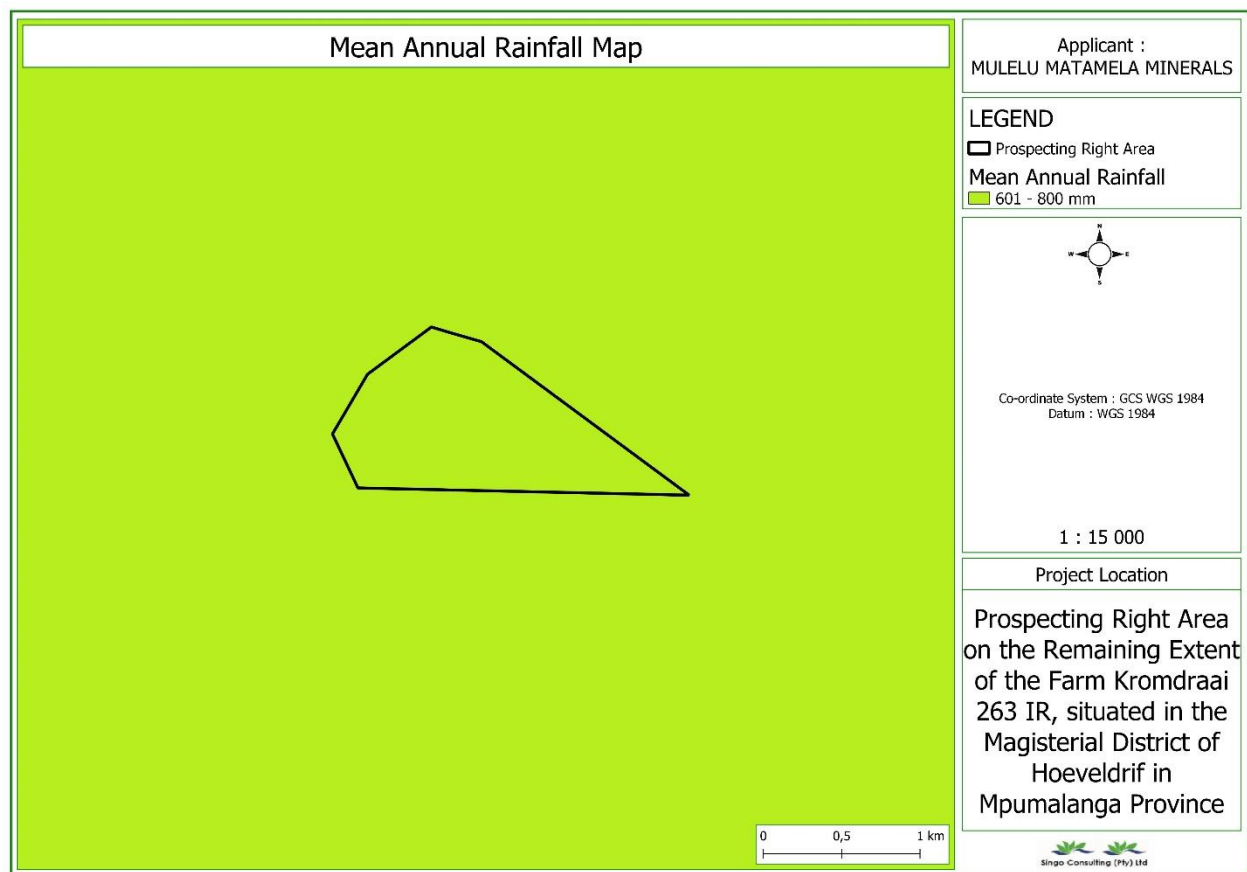 Mean Annual Rainfall Map
Applicant :
MULELU MATAMELA MINERALS
LEGEND
Prospecting Right Area
Mean Annual Rainfall
601 - 800 mm
N
W E
S
Co-ordinate System : GCS WGS 1984
Datum : WGS 1984
1 : 15 000
Project Location
Prospecting Right Area
on the Remaining Extent
of the Farm Kromdraai
263 IR, situated in the
Magisterial District of
Hoeveldrif in
Mpumalanga Province
0 0,5 1 km
Singo Consulting (Pty) Ltd